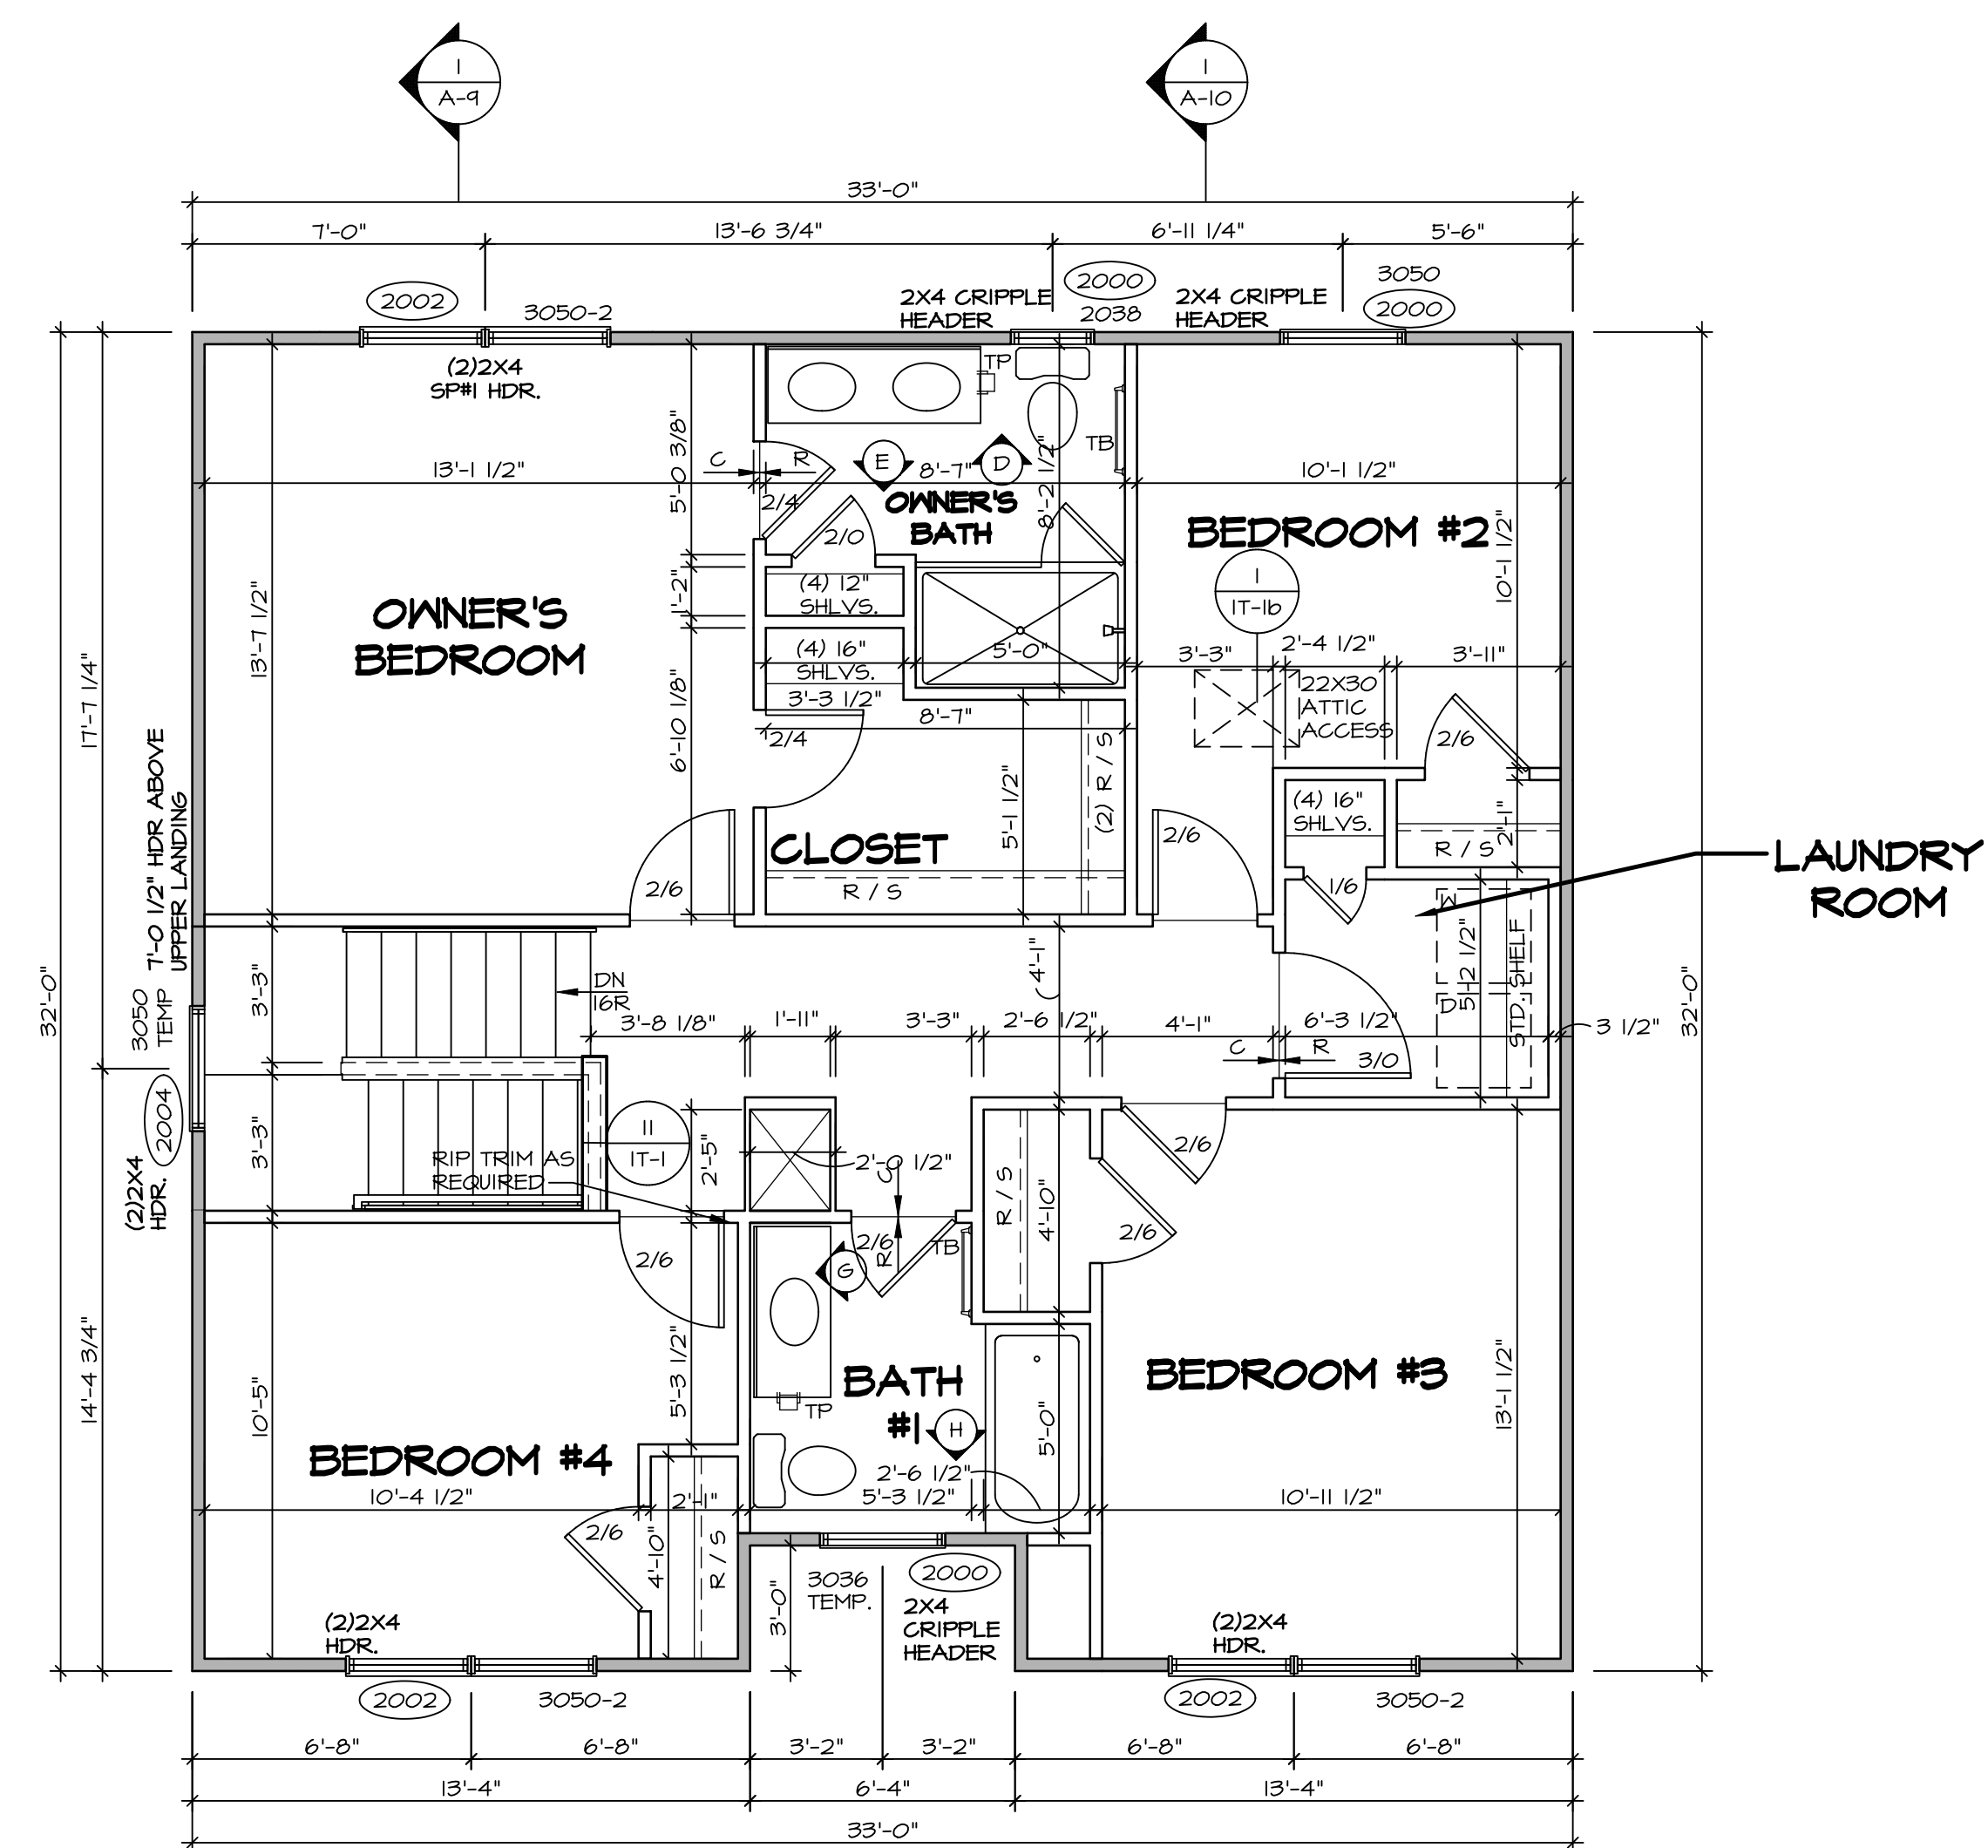 1
A-9
1
A-10
33'-0"
7'-0"
13'-6 3/4"
6'-11 1/4"
5'-6"
2002
3050-2
2X4 CRIPPLE
HEADER
2000
2038
2X4 CRIPPLE
HEADER
3050
2000
(2)2X4
SP#1 HDR.
TP
TB
5'-0 3/8"
13'-1 1/2"
C
R
2/4
E
8'-7"
D
8'-2 1/2"
10'-1 1/2"
OWNER'S
BATH
2/0
BEDROOM #2
10'-1 1/2"
1
IT-1b
(4) 12"
SHLVS.
1'-2"
OWNER'S
BEDROOM
13'-7 1/2"
17'-7 1/4"
(4) 16"
SHLVS.
5'-0"
3'-3"
2'-4 1/2"
3'-11"
3'-3 1/2"
8'-7"
22X30
ATTIC
ACCESS
6'-10 1/8"
2/4
(2) R / S
2/6
7'-0 1/2" HDR ABOVE
UPPER LANDING
5'-1 1/2"
(4) 16"
SHLVS.
2'-1"
R / S
CLOSET
2/6
LAUNDRY
ROOM
2/6
R / S
1/6
W
32'-0"
3050
TEMP
3'-3"
DN
16R
4'-1"
5'-2 1/2"
STD. SHELF
D
32'-0"
3'-8 1/8"
1'-11"
3'-3"
2'-6 1/2"
4'-1"
6'-3 1/2"
3 1/2"
C
R
3/0
2004
3'-3"
11
IT-1
RIP TRIM AS
REQUIRED
2'-5"
2'-0 1/2"
C
2/6
R / S
(2)2X4
HDR.
4'-10"
2/6
2/6
G
2/6
R
TB
14'-4 3/4"
10'-5"
5'-3 1/2"
BATH
#1
BEDROOM #3
13'-1 1/2"
TP
H
5'-0"
BEDROOM #4
2'-6 1/2"
10'-4 1/2"
2'-1"
5'-3 1/2"
10'-11 1/2"
2/6
4'-10"
R / S
3'-0"
3036
TEMP.
2000
2X4
CRIPPLE
HEADER
(2)2X4
HDR.
(2)2X4
HDR.
2002
3050-2
2002
3050-2
6'-8"
6'-8"
3'-2"
3'-2"
6'-8"
6'-8"
13'-4"
6'-4"
13'-4"
33'-0"